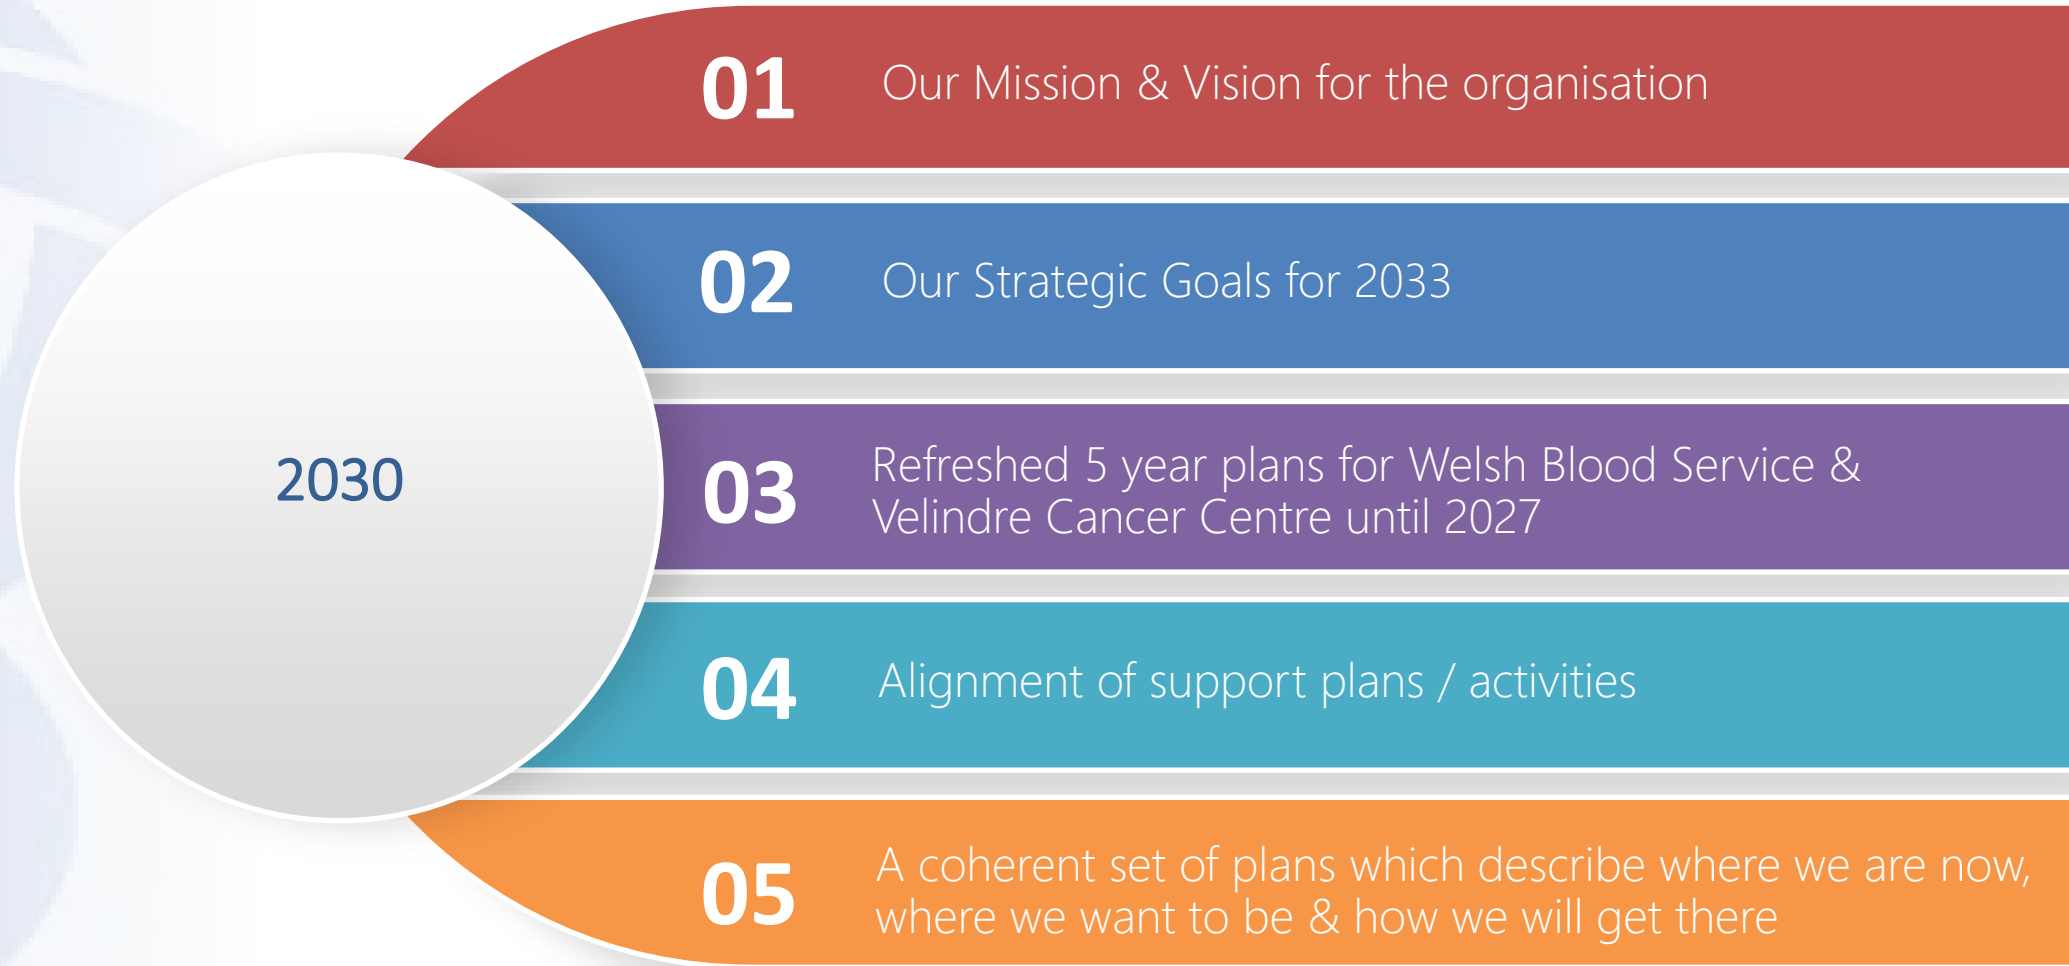 2030
01
Our Mission & Vision for the organisation
02
Our Strategic Goals for 2033
03
Refreshed 5 year plans for Welsh Blood Service &
Velindre Cancer Centre until 2027
04
Alignment of support plans / activities
05
A coherent set of plans which describe where we are now,
where we want to be & how we will get there